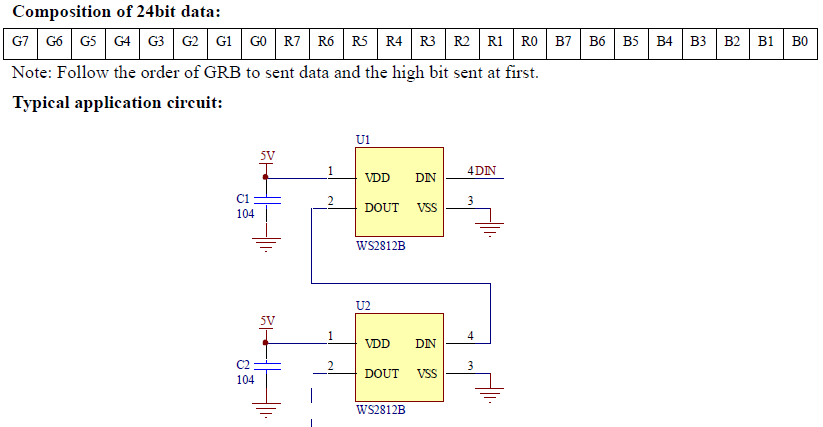 Composition of 24bit data:
G7 G6 G5 G4 G3 G2 G1 G0 R7 R6 R5 R4 R3 R2 R1 R0 B7 B6 B5 B4 B3 B2 B1 B0
Note: Follow the order of GRB to sent data and the high bit sent at first.
Typical application circuit:
U1
5V
1 VDD DIN 4 DIN
C1 2 DOUT VSS 3
104
WS2812B
U2
5V
1 VDD DIN 4
C2 2 DOUT VSS 3
104
WS2812B